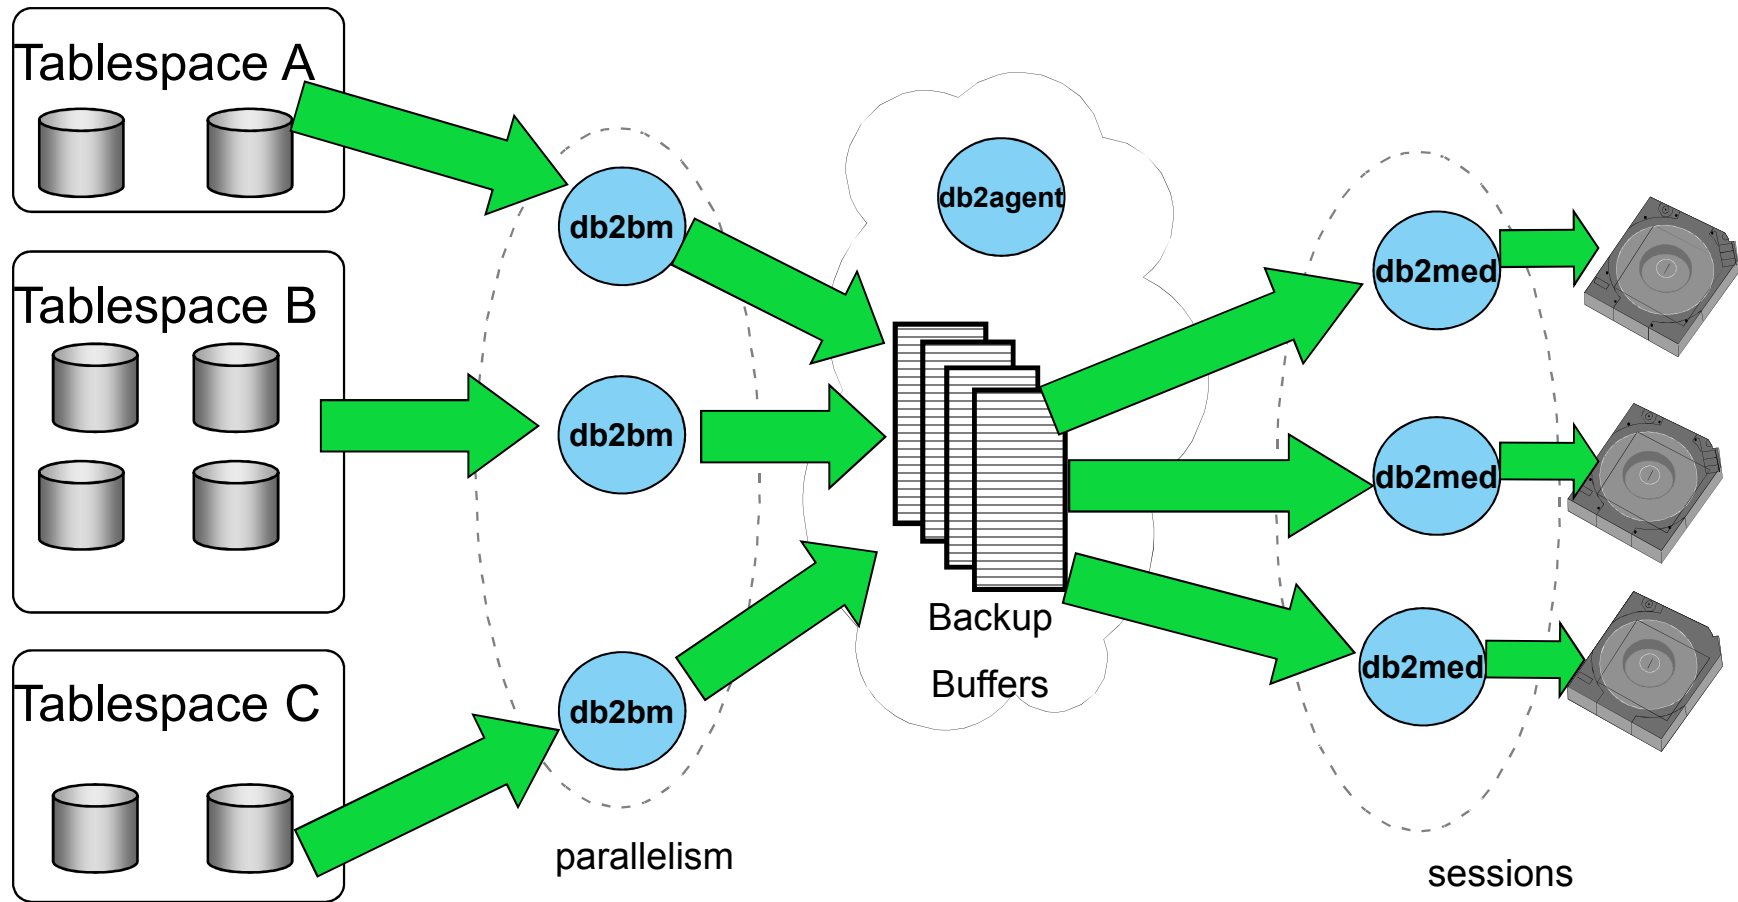 Tablespace A
db2bm
db2agent
db2med
Tablespace B
db2bm
db2med
Backup
Buffers
Tablespace C
db2bm
db2med
parallelism
sessions